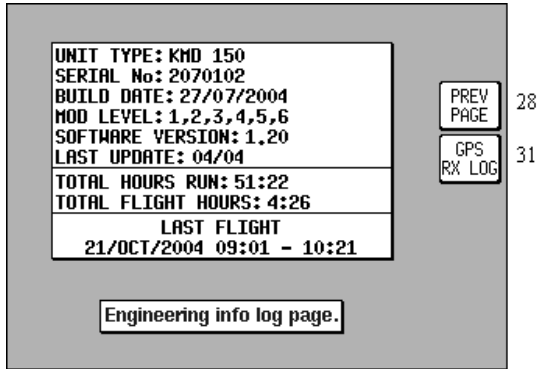 UNIT TYPE: KMD 150
SERIAL No: 2070102
BUILD DATE: 27/07/2004
MOD LEVEL: 1,2,3,4,5,6
SOFTWARE VERSION: 1.20
LAST UPDATE: 04/04
TOTAL HOURS RUN: 51:22
TOTAL FLIGHT HOURS: 4:26
LAST FLIGHT
21/OCT/2004 09:01 - 10:21
PREV
PAGE
28
GPS
RX LOG
31
Engineering info log page.